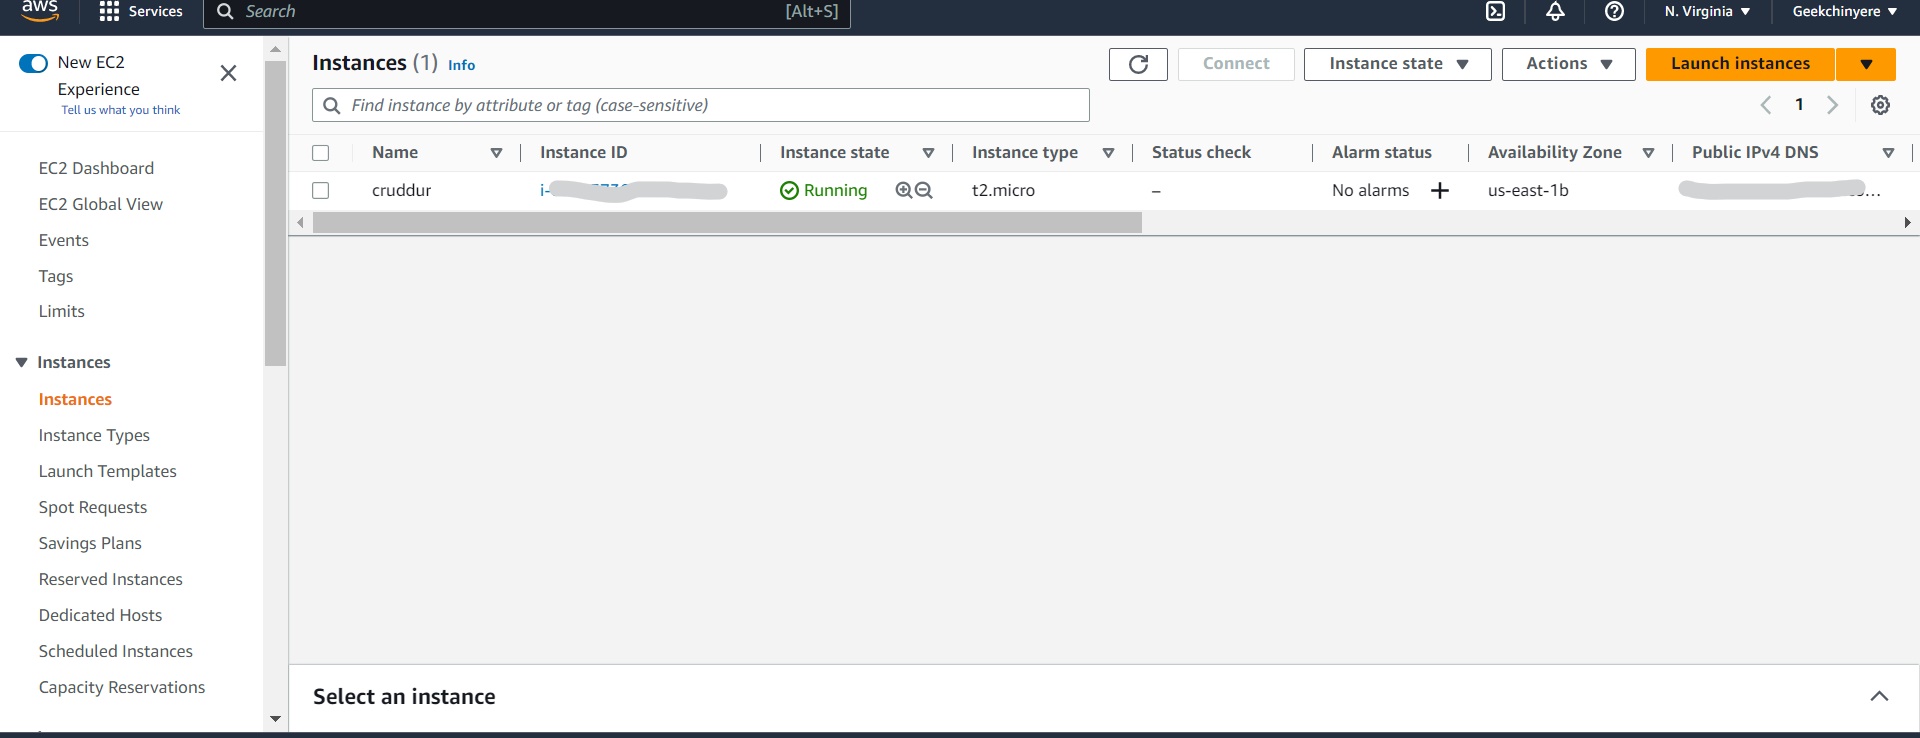 aws Services Search [Alt+S] N. Virginia Geekchinyere
New EC2
Experience
Tell us what you think
EC2 Dashboard
EC2 Global View
Events
Tags
Limits
Instances
Instances
Instance Types
Launch Templates
Spot Requests
Savings Plans
Reserved Instances
Dedicated Hosts
Scheduled Instances
Capacity Reservations
Instances (1) Info
Connect Instance state Actions Launch instances
Find instance by attribute or tag (case-sensitive)
1
Name Instance ID Instance state Instance type Status check Alarm status Availability Zone Public IPv4 DNS
cruddur i- Running t2.micro – No alarms + us-east-1b ...
Select an instance